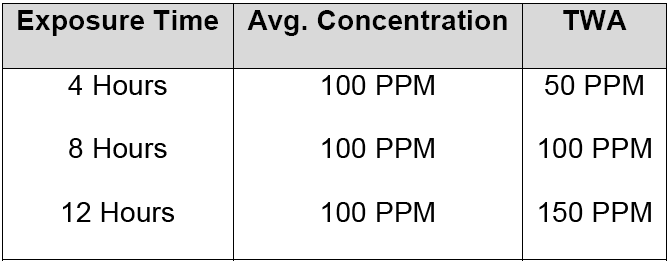 Exposure Time Avg. Concentration TWA
4 Hours 100 PPM 50 PPM
8 Hours 100 PPM 100 PPM
12 Hours 100 PPM 150 PPM